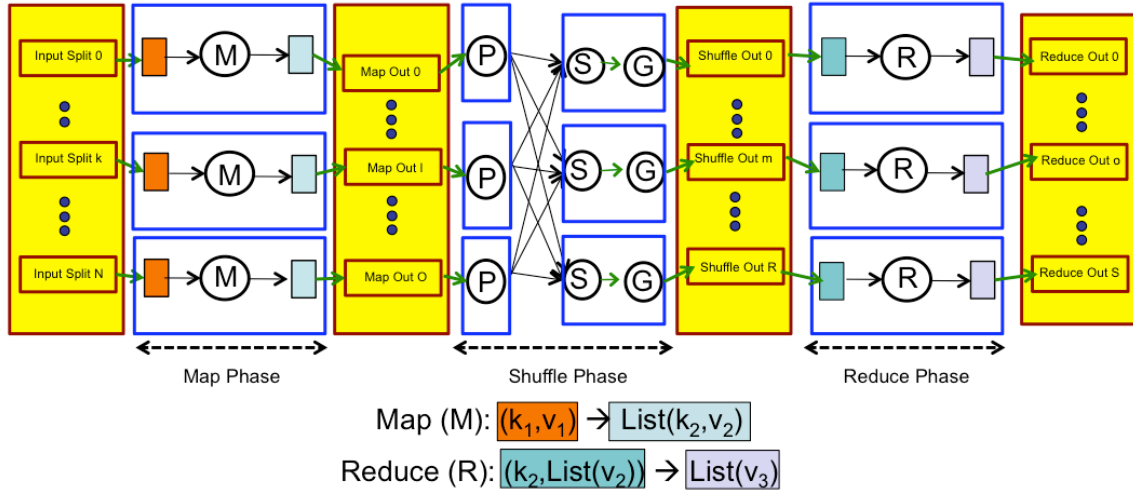 Input Split 0
M
Map Out 0
P
S
G
Shuffle Out 0
R
Reduce Out 0
Input Split k
M
Map Out l
P
S
G
Shuffle Out m
R
Reduce Out o
Input Split N
M
Map Out O
P
S
G
Shuffle Out R
R
Reduce Out S
Map Phase
Shuffle Phase
Reduce Phase
Map (M): (k₁,v₁) → List(k₂,v₂)
Reduce (R): (k₂,List(v₂)) → List(v₃)